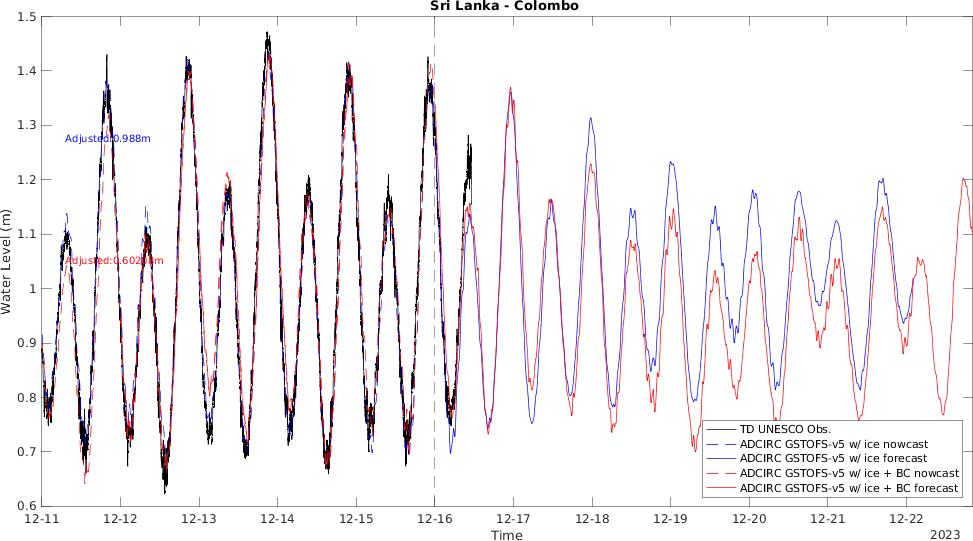 Sri Lanka - Colombo
Water Level (m)
1.5
1.4
1.3
1.2
1.1
1
0.9
0.8
0.7
0.6
Adjusted:0.988m
12-11
12-12
12-13
12-14
12-15
12-16
12-17
12-18
12-19
12-20
12-21
12-22
Time
2023
TD UNESCO Obs.
ADCIRC GSTOFS-v5 w/ ice nowcast
ADCIRC GSTOFS-v5 w/ ice forecast
ADCIRC GSTOFS-v5 w/ ice + BC nowcast
ADCIRC GSTOFS-v5 w/ ice + BC forecast